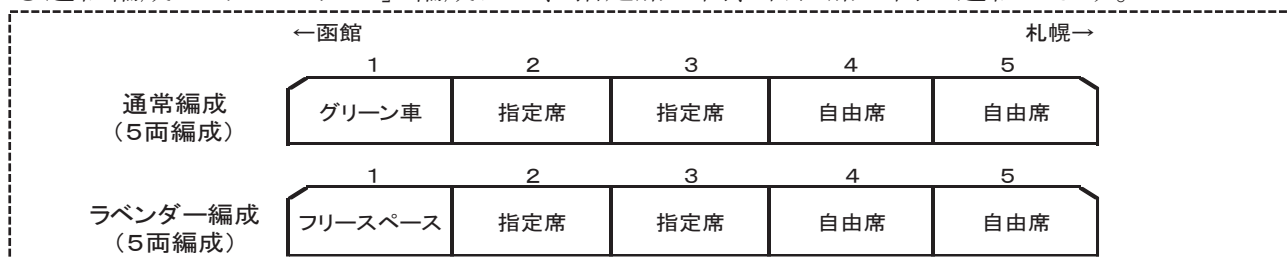 ←函館 札幌→
1 2 3 4 5
通常編成 グリーン車 指定席 指定席 自由席 自由席
(5両編成)
1 2 3 4 5
ラベンダー編成 フリースペース 指定席 指定席 自由席 自由席
(5両編成)